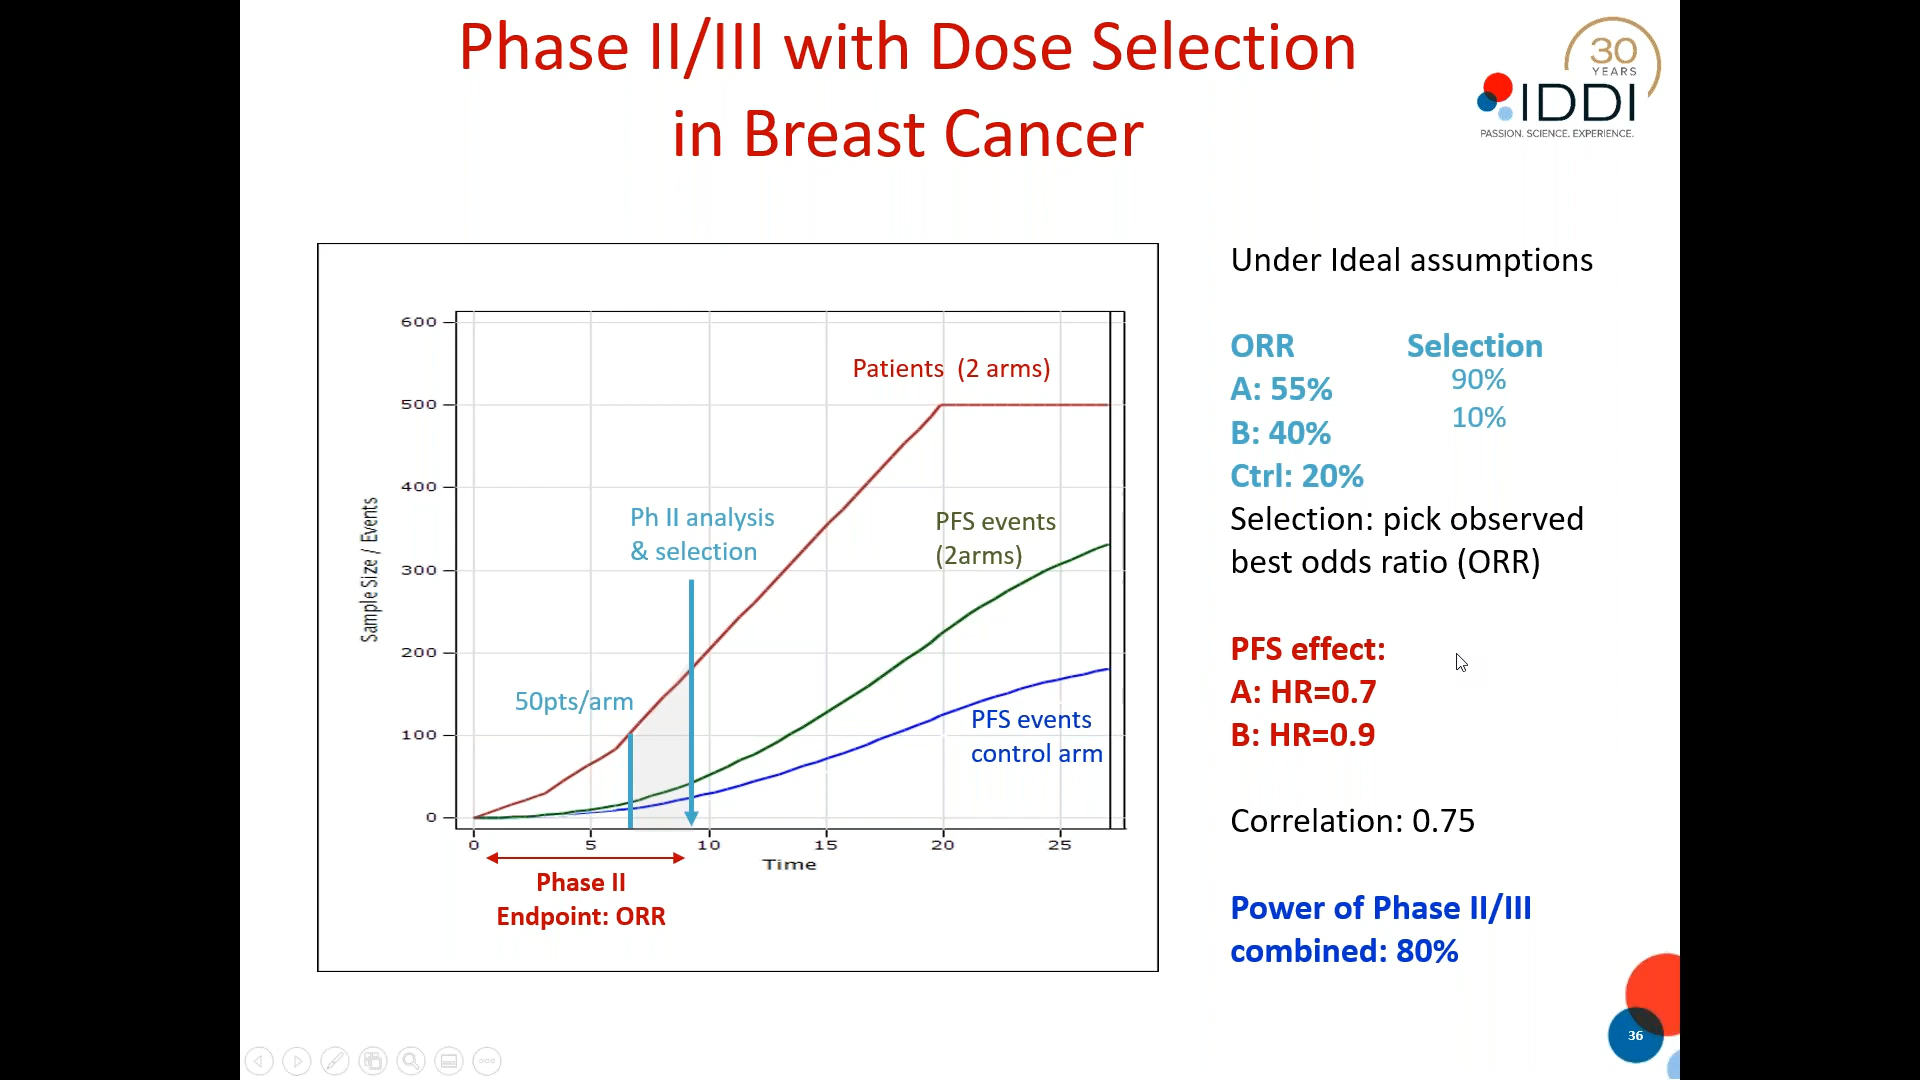 Phase II/III with Dose Selection
in Breast Cancer
30
YEARS
IDDI
PASSION. SCIENCE. EXPERIENCE.
600
500
400
300
200
100
0
Sample Size / Events
Patients (2 arms)
Ph II analysis
& selection
PFS events
(2arms)
50pts/arm
PFS events
control arm
0 5 10 15 20 25
Time
Phase II
Endpoint: ORR
Under Ideal assumptions
ORR Selection
A: 55% 90%
B: 40% 10%
Ctrl: 20%
Selection: pick observed
best odds ratio (ORR)
PFS effect:
A: HR=0.7
B: HR=0.9
Correlation: 0.75
Power of Phase II/III
combined: 80%
36